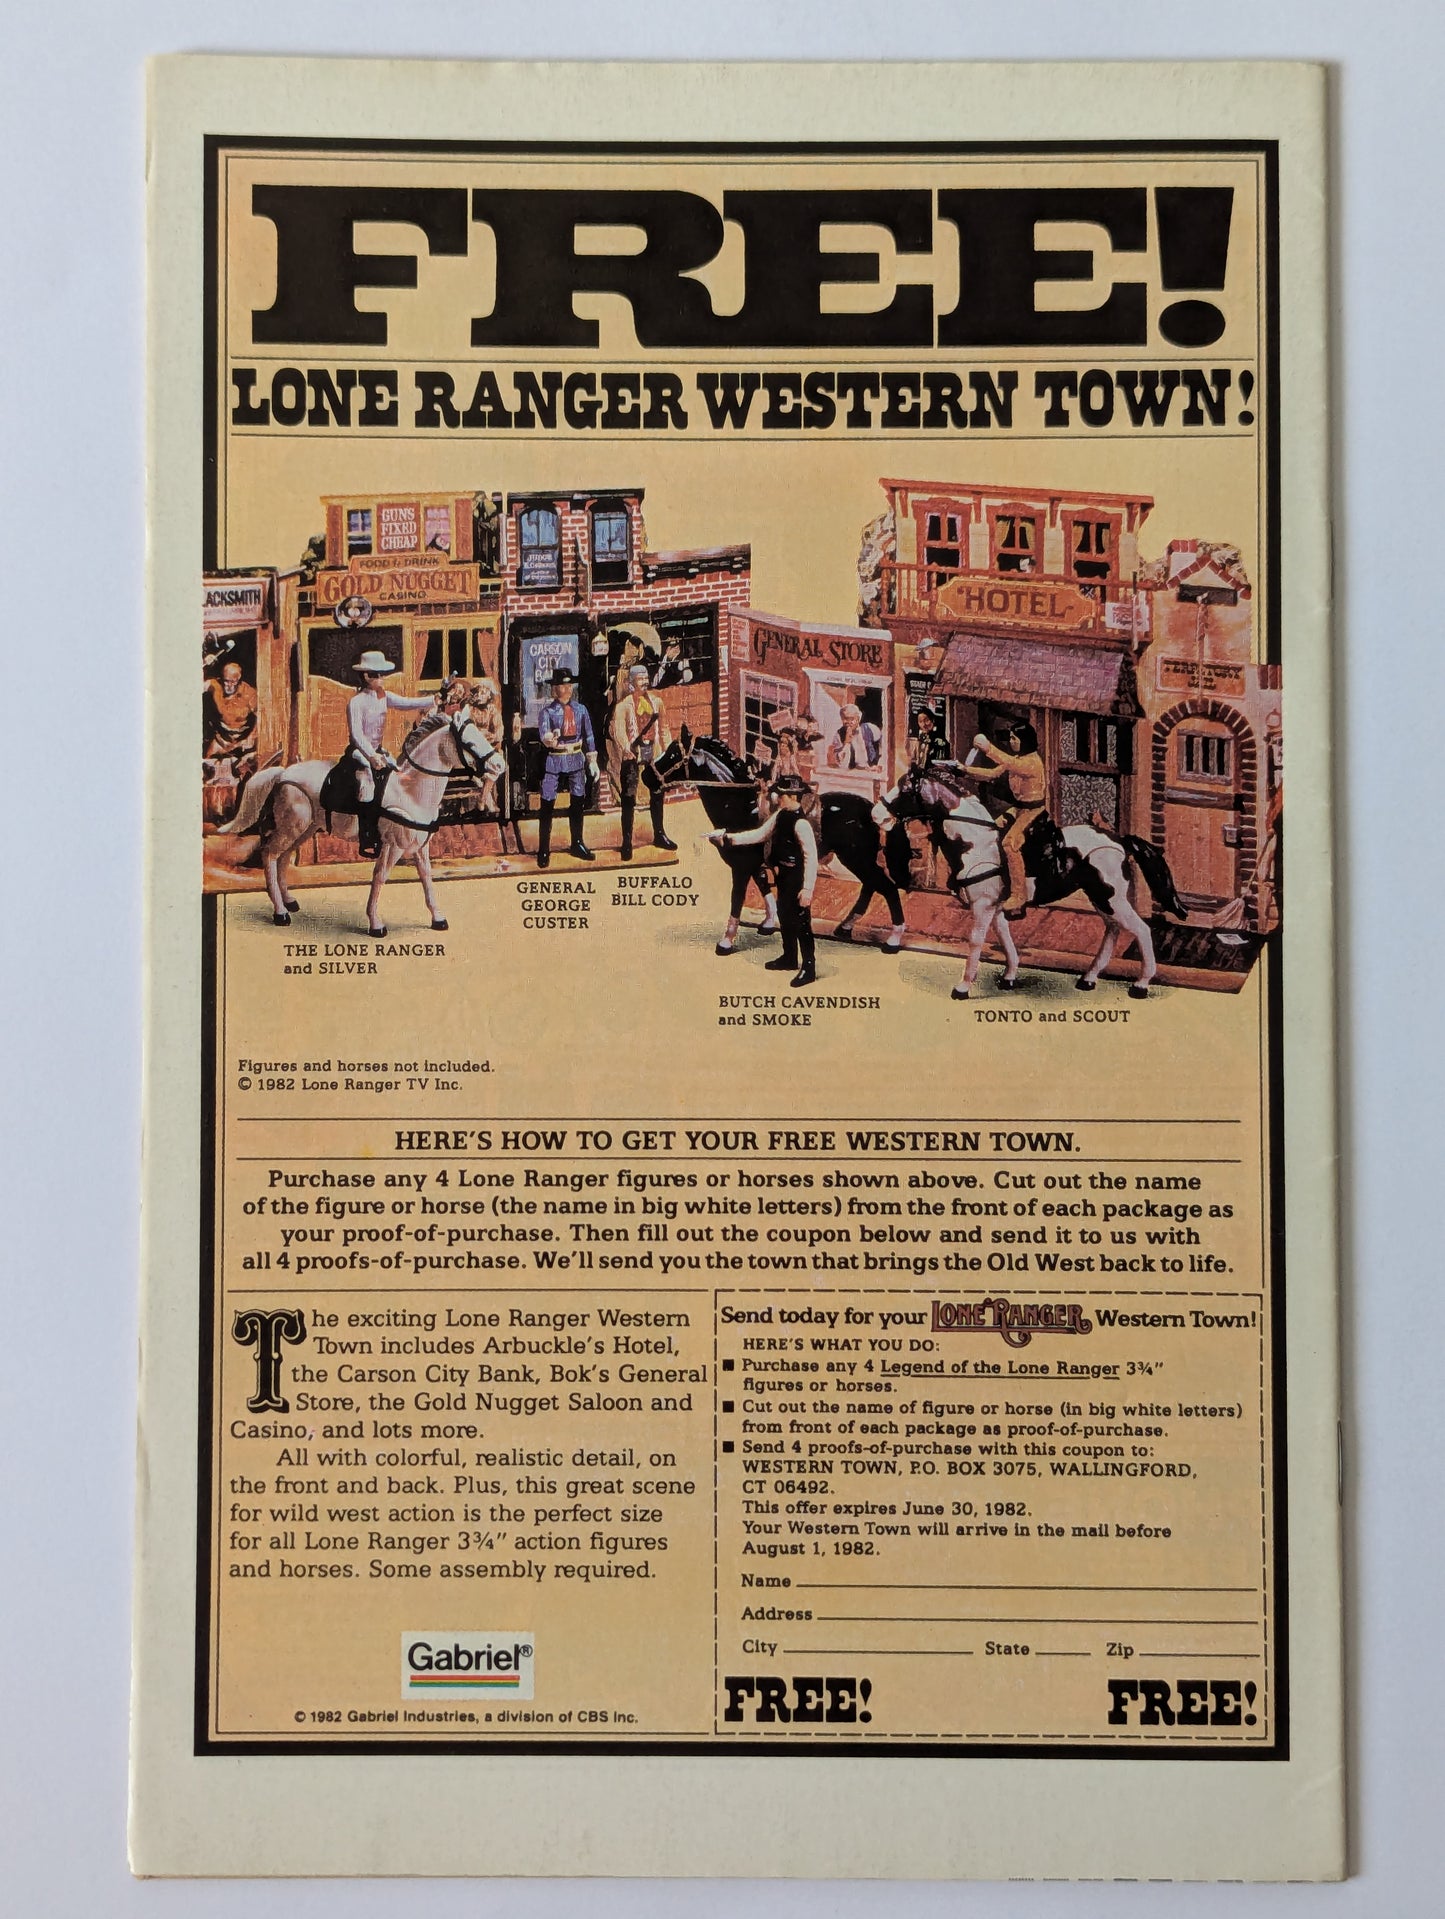 FREE!
LONE RANGER WESTERN TOWN!
GUNS
FIXED
CHEAP
FOOD & DRINK
GOLD NUGGET
CASINO
ACKSMITH
CARSON
CITY
BA
GENERAL STORE
HOTEL
TERRITORY
GENERAL
GEORGE
CUSTER
BUFFALO
BILL CODY
THE LONE RANGER
and SILVER
BUTCH CAVENDISH
and SMOKE
TONTO and SCOUT
Figures and horses not included.
© 1982 Lone Ranger TV Inc.
HERE'S HOW TO GET YOUR FREE WESTERN TOWN.
Purchase any 4 Lone Ranger figures or horses shown above. Cut out the name
of the figure or horse (the name in big white letters) from the front of each package as
your proof-of-purchase. Then fill out the coupon below and send it to us with
all 4 proofs-of-purchase. We'll send you the town that brings the Old West back to life.
The exciting Lone Ranger Western
Town includes Arbuckle's Hotel,
the Carson City Bank, Bok's General
Store, the Gold Nugget Saloon and
Casino, and lots more.
All with colorful, realistic detail, on
the front and back. Plus, this great scene
for wild west action is the perfect size
for all Lone Ranger 3¾" action figures
and horses. Some assembly required.
Gabriel®
© 1982 Gabriel Industries, a division of CBS Inc.
Send today for your LONE RANGER Western Town!
HERE'S WHAT YOU DO:
■ Purchase any 4 Legend of the Lone Ranger 3¾"
figures or horses.
■ Cut out the name of figure or horse (in big white letters)
from front of each package as proof-of-purchase.
■ Send 4 proofs-of-purchase with this coupon to:
WESTERN TOWN, P.O. BOX 3075, WALLINGFORD,
CT 06492.
This offer expires June 30, 1982.
Your Western Town will arrive in the mail before
August 1, 1982.
Name
Address
City State Zip
FREE! FREE!